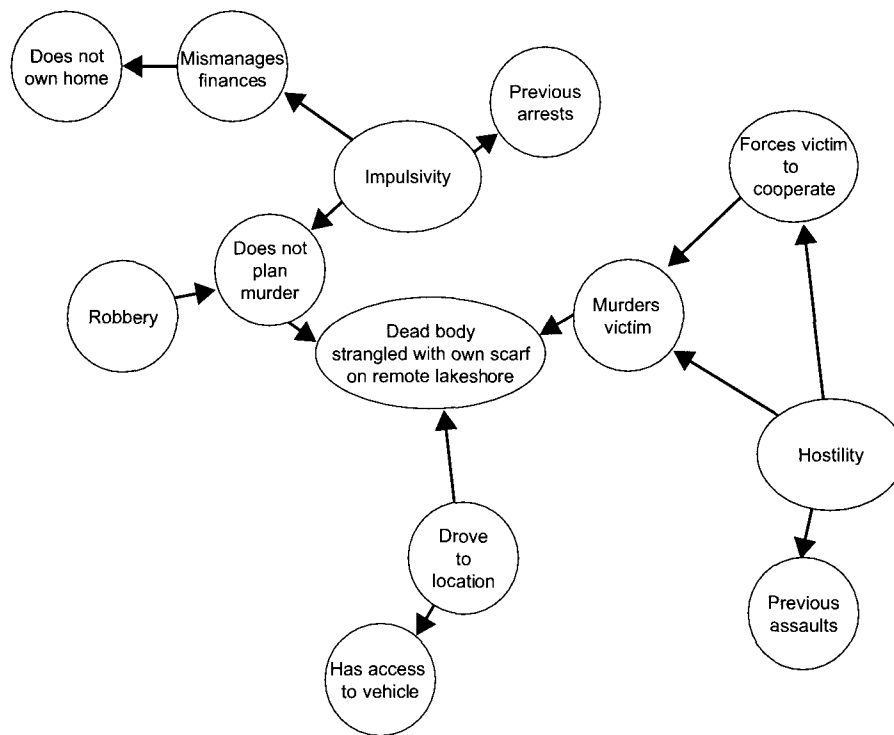 Does not
own home
Mismanages
finances
Previous
arrests
Impulsivity
Forces victim
to
cooperate
Does not
plan
murder
Robbery
Murders
victim
Dead body
strangled with own scarf
on remote lakeshore
Hostility
Drove
to
location
Previous
assaults
Has access
to vehicle